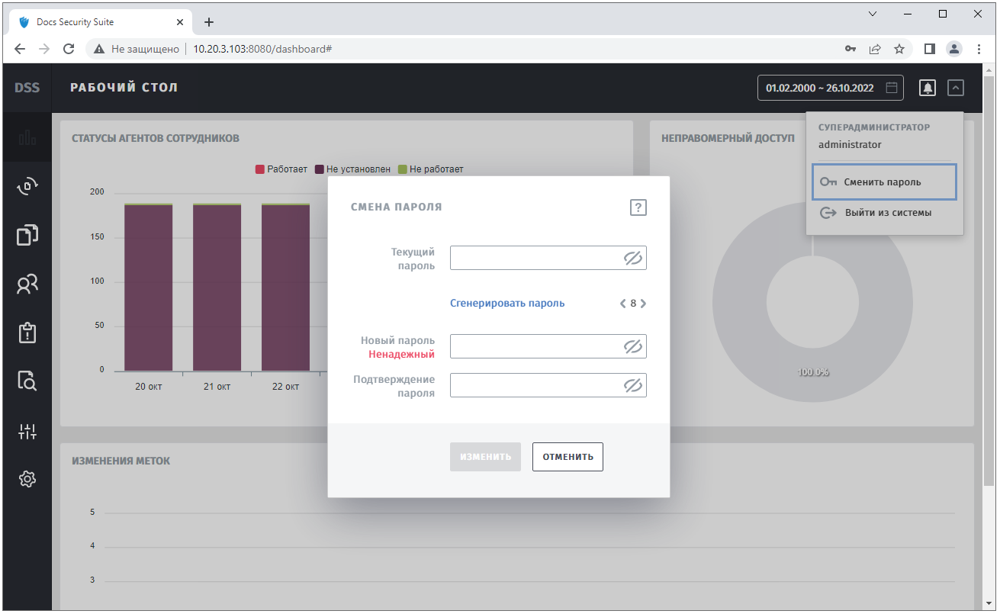 Docs Security Suite
Не защищено
10.20.3.103:8080/dashboard#
DSS
РАБОЧИЙ СТОЛ
01.02.2000 ~ 26.10.2022
СУПЕРАДМИНИСТРАТОР
administrator
Сменить пароль
Выйти из системы
СТАТУСЫ АГЕНТОВ СОТРУДНИКОВ
Работает
Не установлен
Не работает
200
150
100
50
0
20 окт
21 окт
22 окт
НЕПРАВОМЕРНЫЙ ДОСТУП
100.0%
СМЕНА ПАРОЛЯ
?
Текущий
пароль
Сгенерировать пароль
8
Новый пароль
Ненадежный
Подтверждение
пароля
ИЗМЕНИТЬ
ОТМЕНИТЬ
ИЗМЕНЕНИЯ МЕТОК
5
4
3